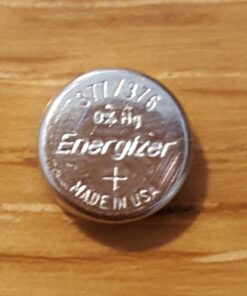 377/376
0% Hg
Energizer
+
MADE IN USA